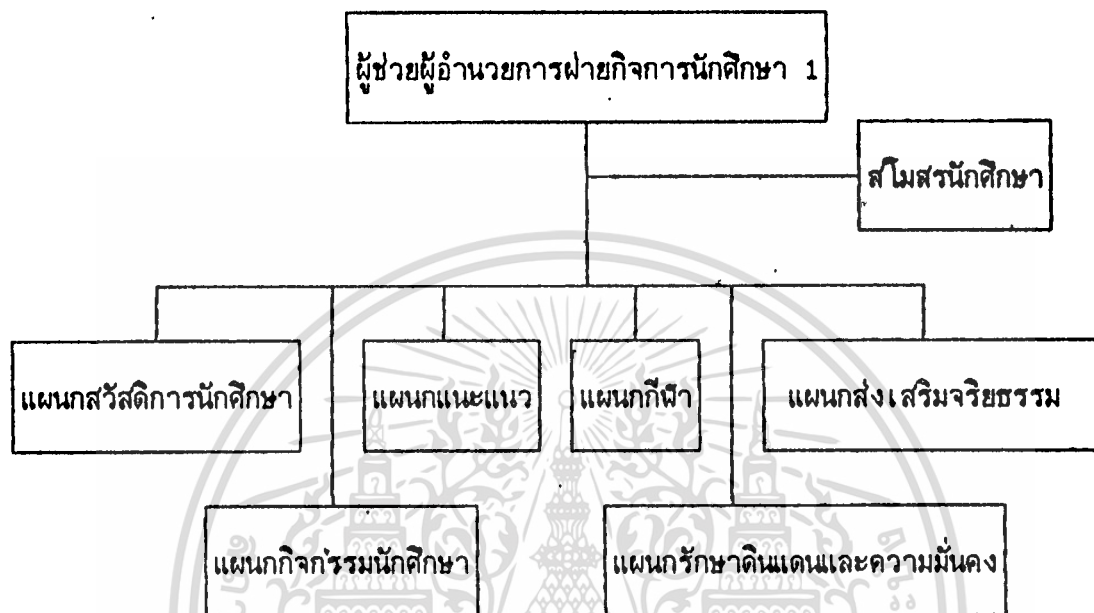 ผู้ช่วยผู้อำนวยการฝ่ายกิจการนักศึกษา 1
สโมสรนักศึกษา
แผนกสวัสดิการนักศึกษา
แผนกแนะแนว
แผนกกีฬา
แผนกส่งเสริมจริยธรรม
แผนกกิจกรรมนักศึกษา
แผนกรักษาดินแดนและความมั่นคง